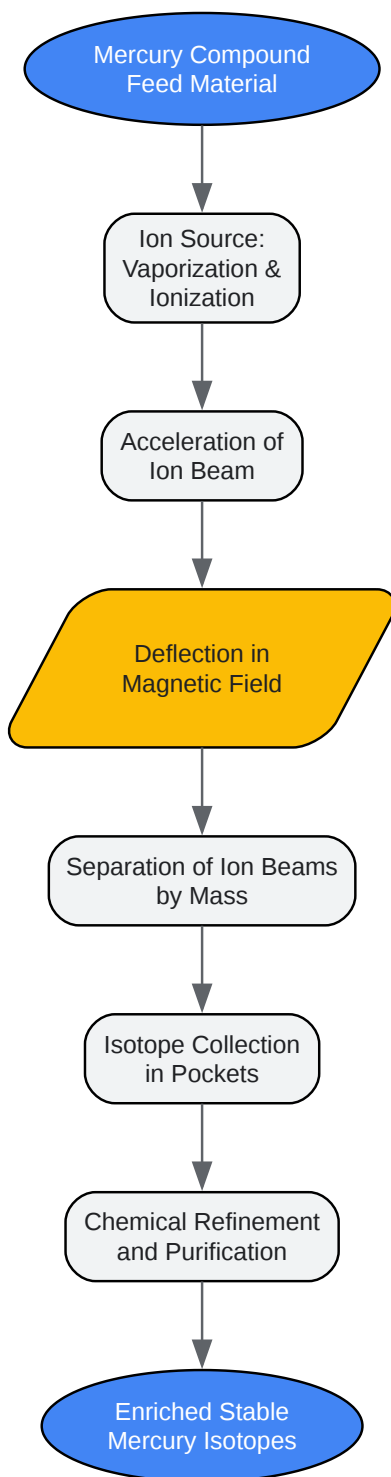 Mercury Compound
Feed Material
Ion Source:
Vaporization &
Ionization
Acceleration of
Ion Beam
Deflection in
Magnetic Field
Separation of Ion Beams
by Mass
Isotope Collection
in Pockets
Chemical Refinement
and Purification
Enriched Stable
Mercury Isotopes